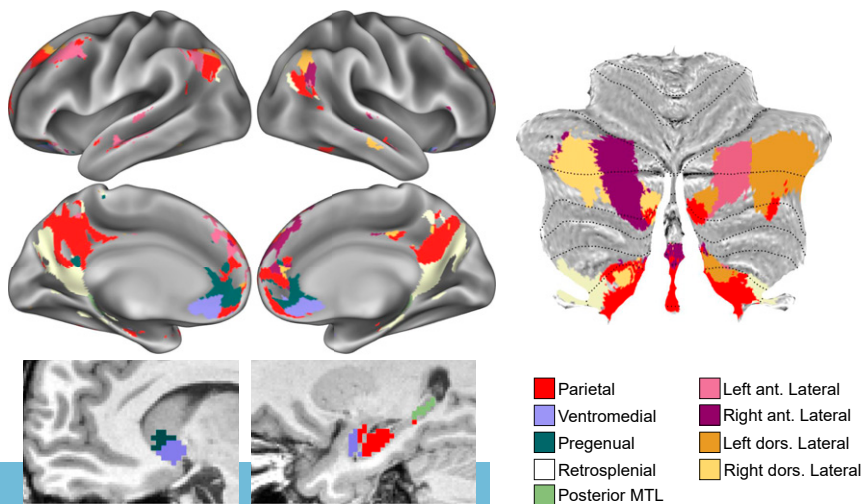 Parietal
Ventromedial
Pregenual
Retrosplenial
Posterior MTL
Left ant. Lateral
Right ant. Lateral
Left dors. Lateral
Right dors. Lateral